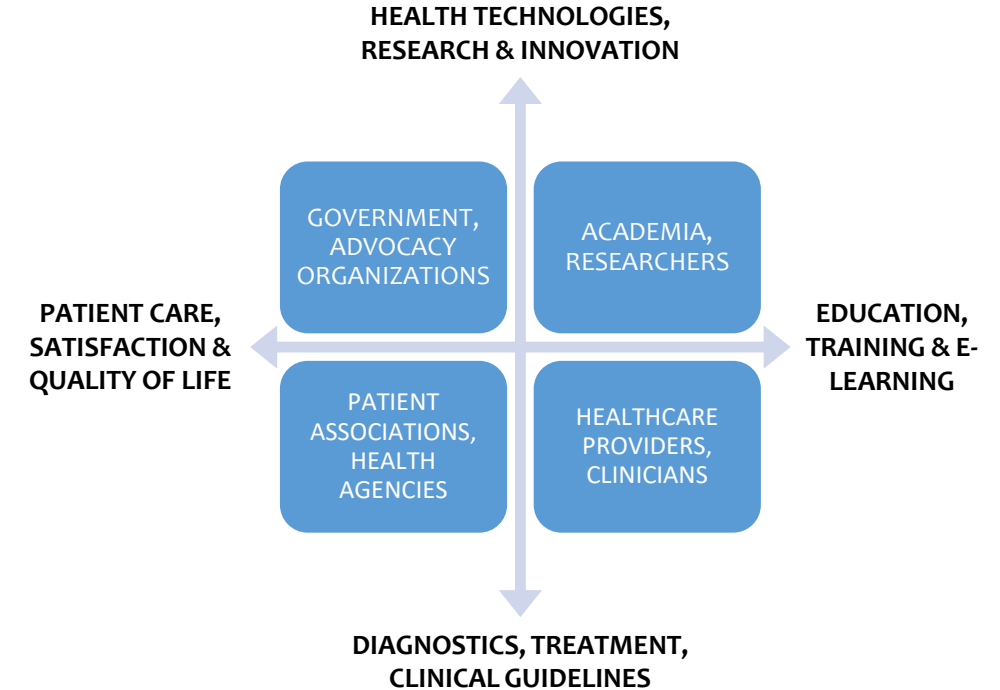 HEALTH TECHNOLOGIES,
RESEARCH & INNOVATION
GOVERNMENT,
ADVOCACY
ORGANIZATIONS
ACADEMIA,
RESEARCHERS
PATIENT CARE,
SATISFACTION &
QUALITY OF LIFE
EDUCATION,
TRAINING & E-
LEARNING
PATIENT
ASSOCIATIONS,
HEALTH
AGENCIES
HEALTHCARE
PROVIDERS,
CLINICIANS
DIAGNOSTICS, TREATMENT,
CLINICAL GUIDELINES